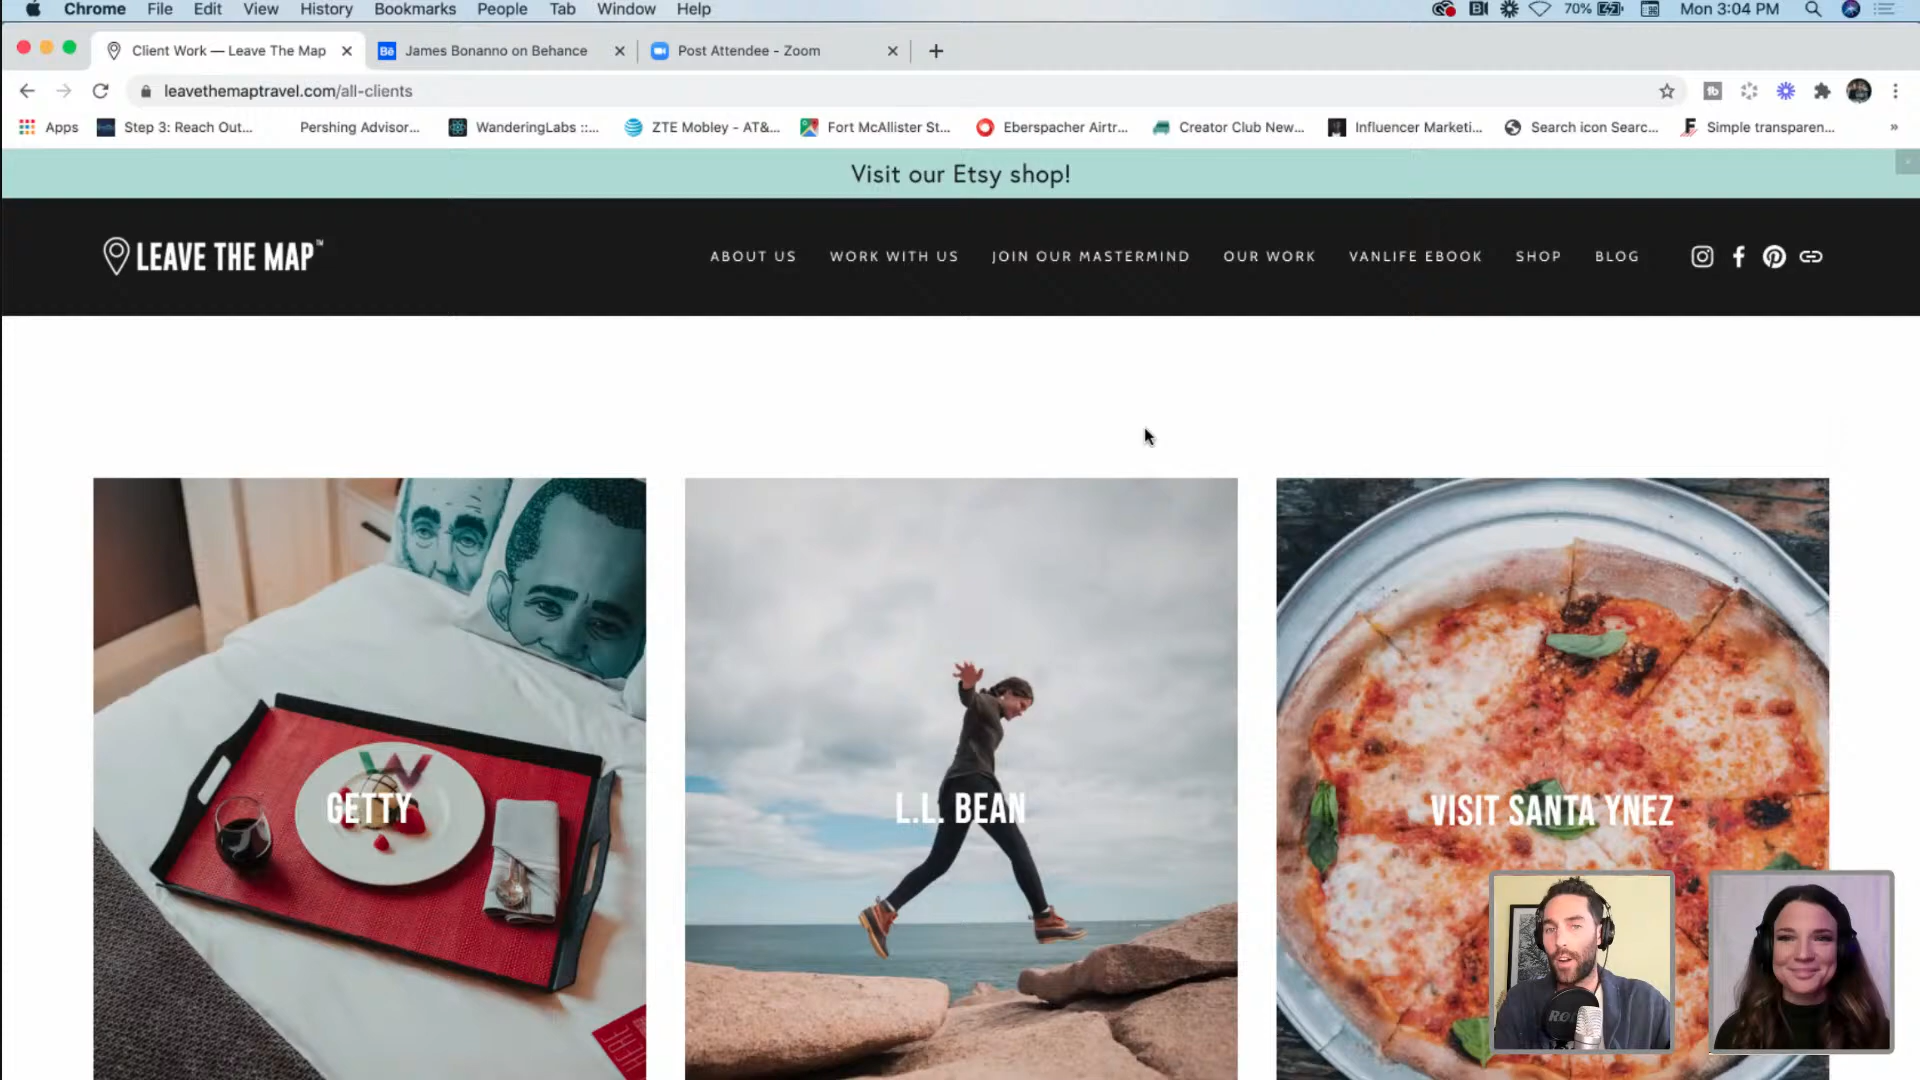 Chrome File Edit View History Bookmarks People Tab Window Help 70% Mon 3:04 PM
Client Work — Leave The Map James Bonanno on Behance Post Attendee - Zoom
leavethemaptravel.com/all-clients
Apps Step 3: Reach Out... Pershing Advisor... WanderingLabs ::... ZTE Mobley - AT&... Fort McAllister St... Eberspacher Airtr... Creator Club New... Influencer Marketi... Search icon Searc... Simple transparen... »
Visit our Etsy shop!
LEAVE THE MAP™ ABOUT US WORK WITH US JOIN OUR MASTERMIND OUR WORK VANLIFE EBOOK SHOP BLOG
GETTY L.L. BEAN VISIT SANTA YNEZ